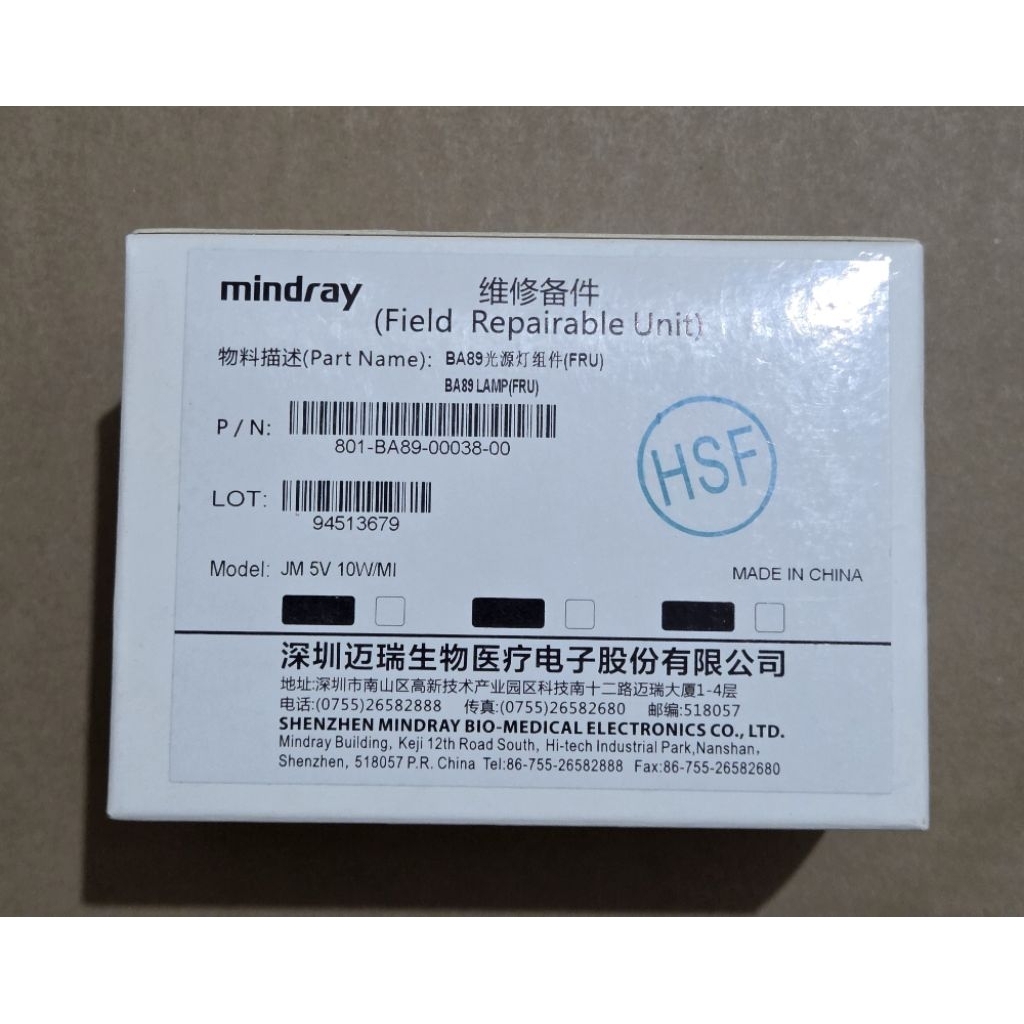 mindray
维修备件
(Field Repairable Unit)
物料描述(Part Name): BA89光源灯组件(FRU)
BA89 LAMP(FRU)
P / N:
801-BA89-00038-00
HSF
LOT:
94513679
Model: JM 5V 10W/MI
MADE IN CHINA
深圳迈瑞生物医疗电子股份有限公司
地址:深圳市南山区高新技术产业园区科技南十二路迈瑞大厦1-4层
电话:(0755)26582888 传真:(0755)26582680 邮编:518057
SHENZHEN MINDRAY BIO-MEDICAL ELECTRONICS CO., LTD.
Mindray Building, Keji 12th Road South, Hi-tech Industrial Park,Nanshan,
Shenzhen, 518057 P.R. China Tel:86-755-26582888 Fax:86-755-26582680